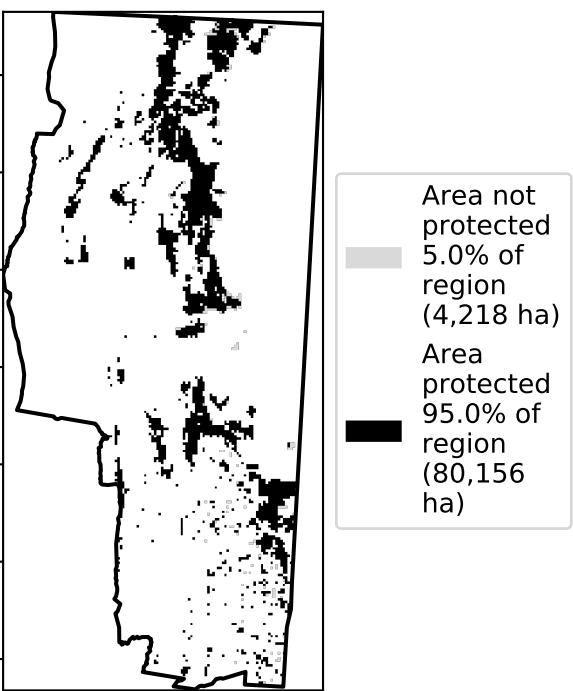 Area not
protected
5.0% of
region
(4,218 ha)
Area
protected
95.0% of
region
(80,156
ha)